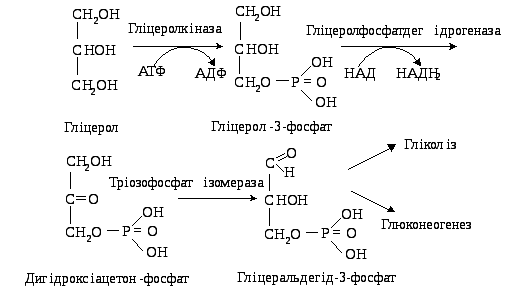 CH₂OH
CHOH
CH₂OH
Гліцерол
Гліцеролкіназа
АТФ АДФ
CH₂OH
CHOH
CH₂O – P = O
OH
OH
Гліцерол -3-фосфат
Гліцеролфосфатдег ідрогеназа
НАД НАДН₂
CH₂OH
C = O
CH₂O – P = O
OH
OH
Дигідроксіацетон -фосфат
Тріозофосфат ізомераза
C
O
H
CHOH
CH₂O – P = O
OH
OH
Гліцеральдегід-3-фосфат
Глікол із
Глюконеогенез